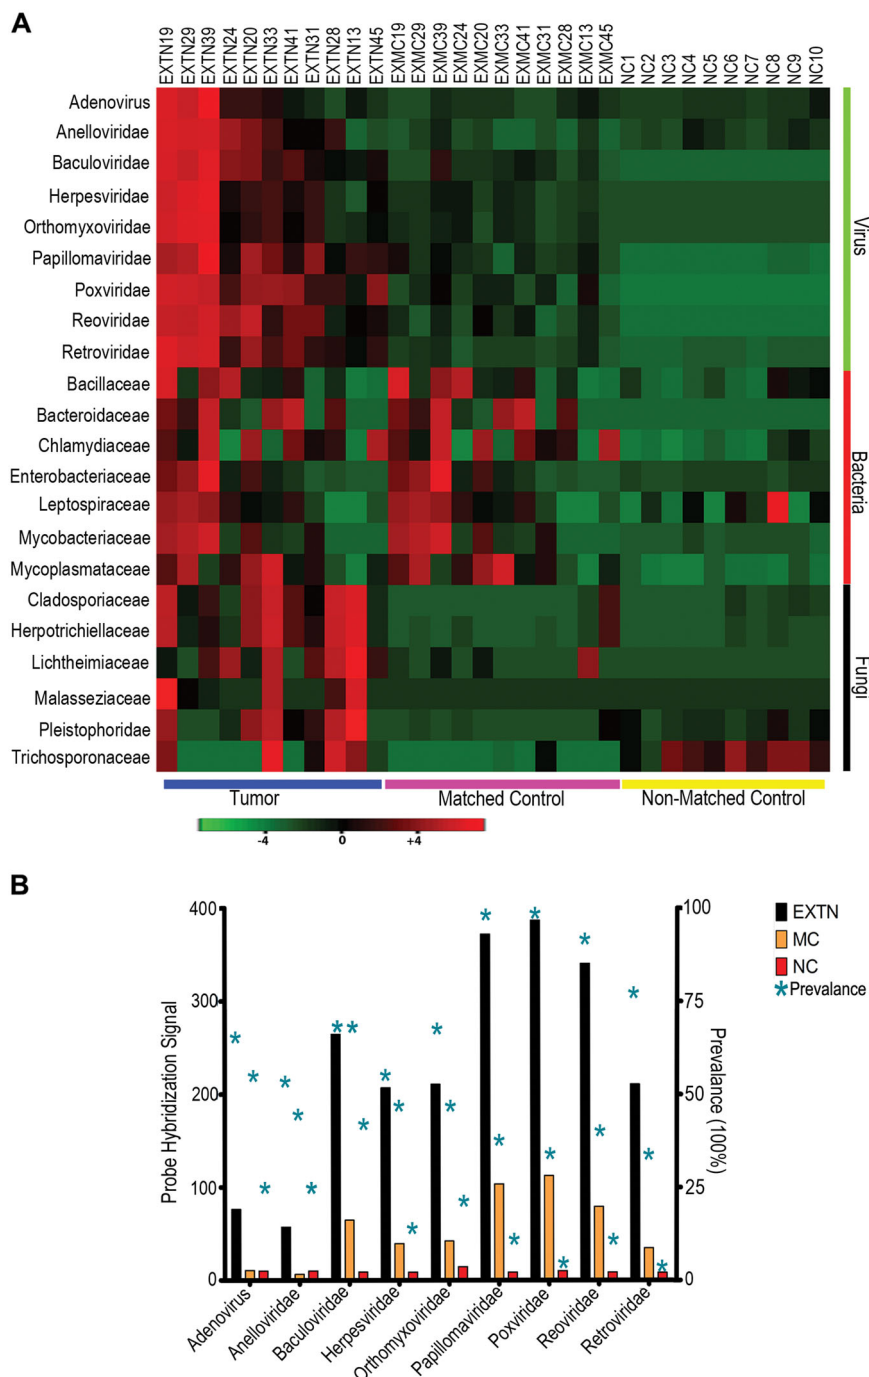 A
EXTN19 EXTN29 EXTN39 EXTN24 EXTN20 EXTN33 EXTN41 EXTN31 EXTN28 EXTN13 EXTN45 EXMC19 EXMC29 EXMC39 EXMC24 EXMC20 EXMC33 EXMC41 EXMC31 EXMC28 EXMC13 EXMC45 NC1 NC2 NC3 NC4 NC5 NC6 NC7 NC8 NC9 NC10
Adenovirus
Anelloviridae
Baculoviridae
Herpesviridae
Orthomyxoviridae
Papillomaviridae
Poxviridae
Reoviridae
Retroviridae
Virus
Bacillaceae
Bacteroidaceae
Chlamydiaceae
Enterobacteriaceae
Leptospiraceae
Mycobacteriaceae
Mycoplasmataceae
Bacteria
Cladosporiaceae
Herpotrichiellaceae
Lichtheimiaceae
Malasseziaceae
Pleistophoridae
Trichosporonaceae
Fungi
Tumor Matched Control Non-Matched Control
-4 0 +4
B
Probe Hybridization Signal
400
300
200
100
0
100
75
50
25
0
Prevalance (100%)
EXTN
MC
NC
Prevalance
Adenovirus Anelloviridae Baculoviridae Herpesviridae Orthomyxoviridae Papillomaviridae Poxviridae Reoviridae Retroviridae